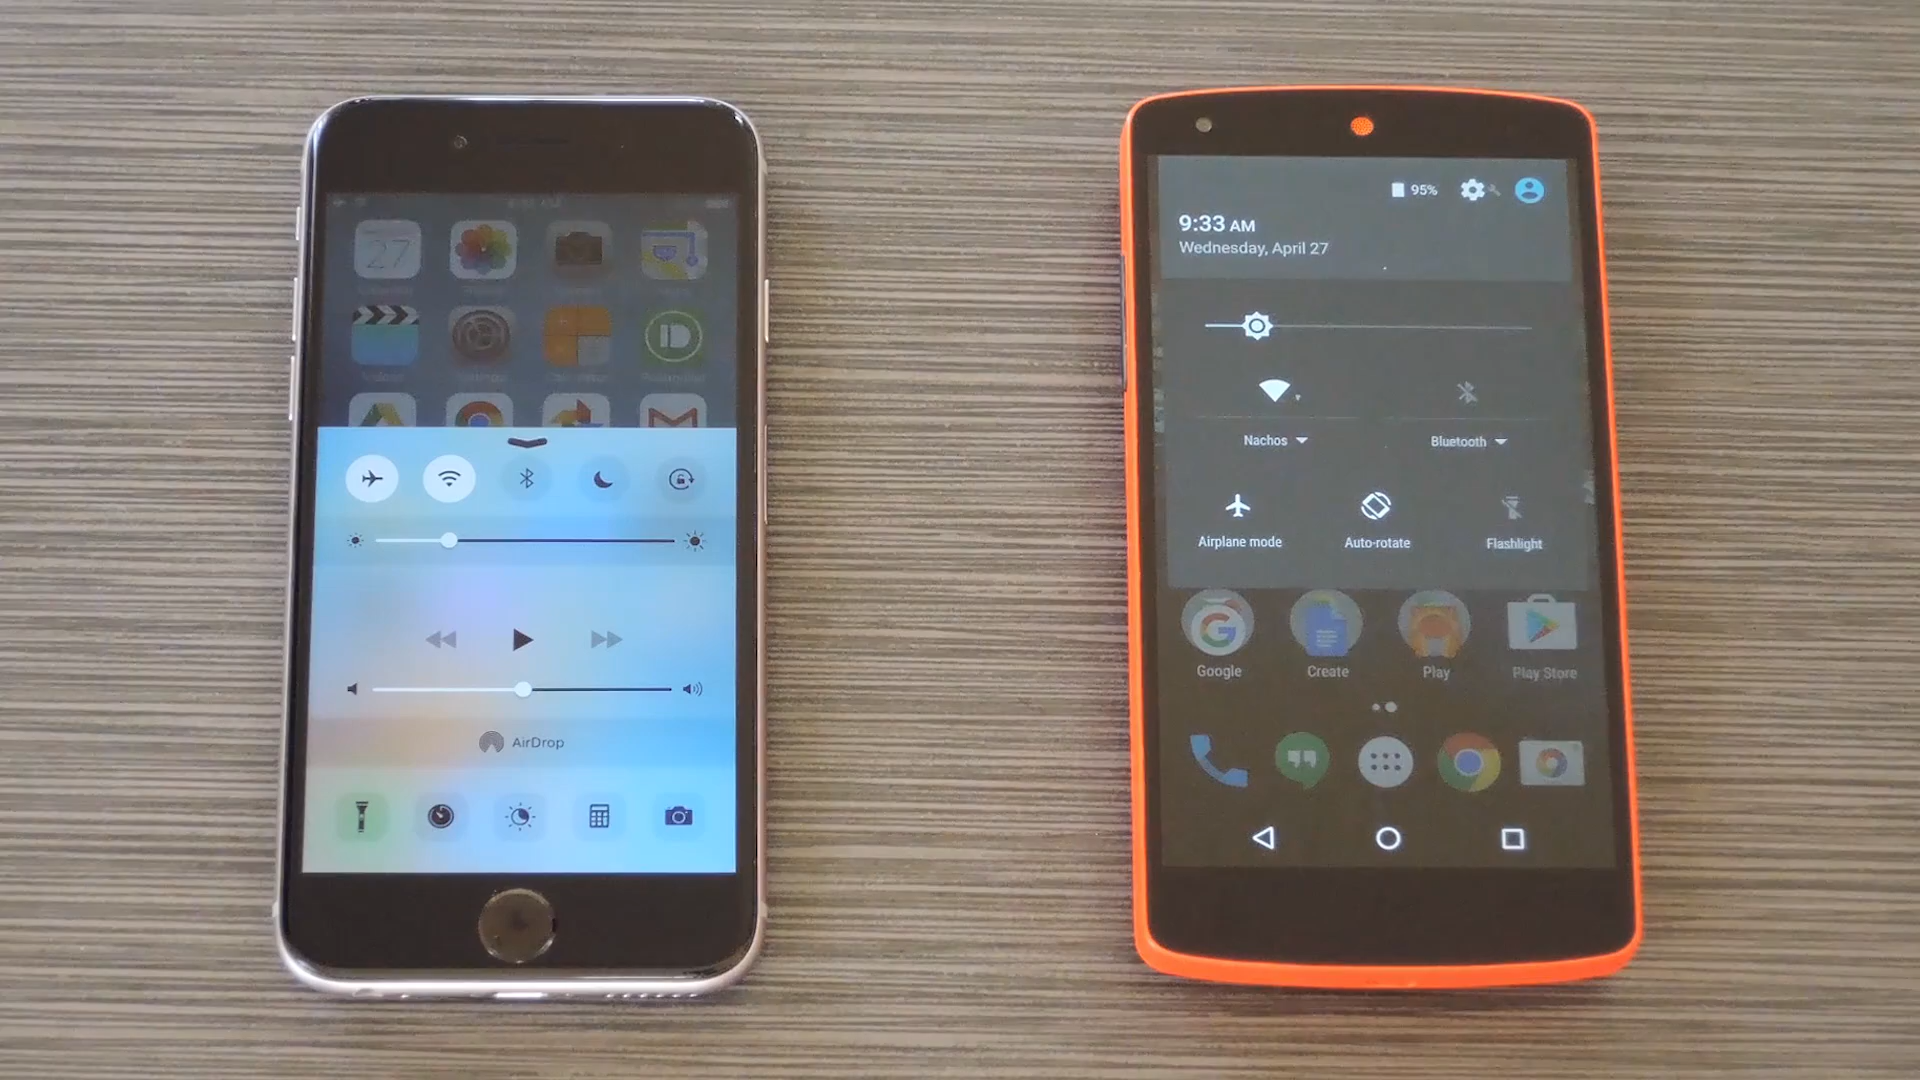 27
AirDrop
95%
9:33 AM
Wednesday, April 27
Nachos
Bluetooth
Airplane mode
Auto-rotate
Flashlight
Google
Create
Play
Play Store